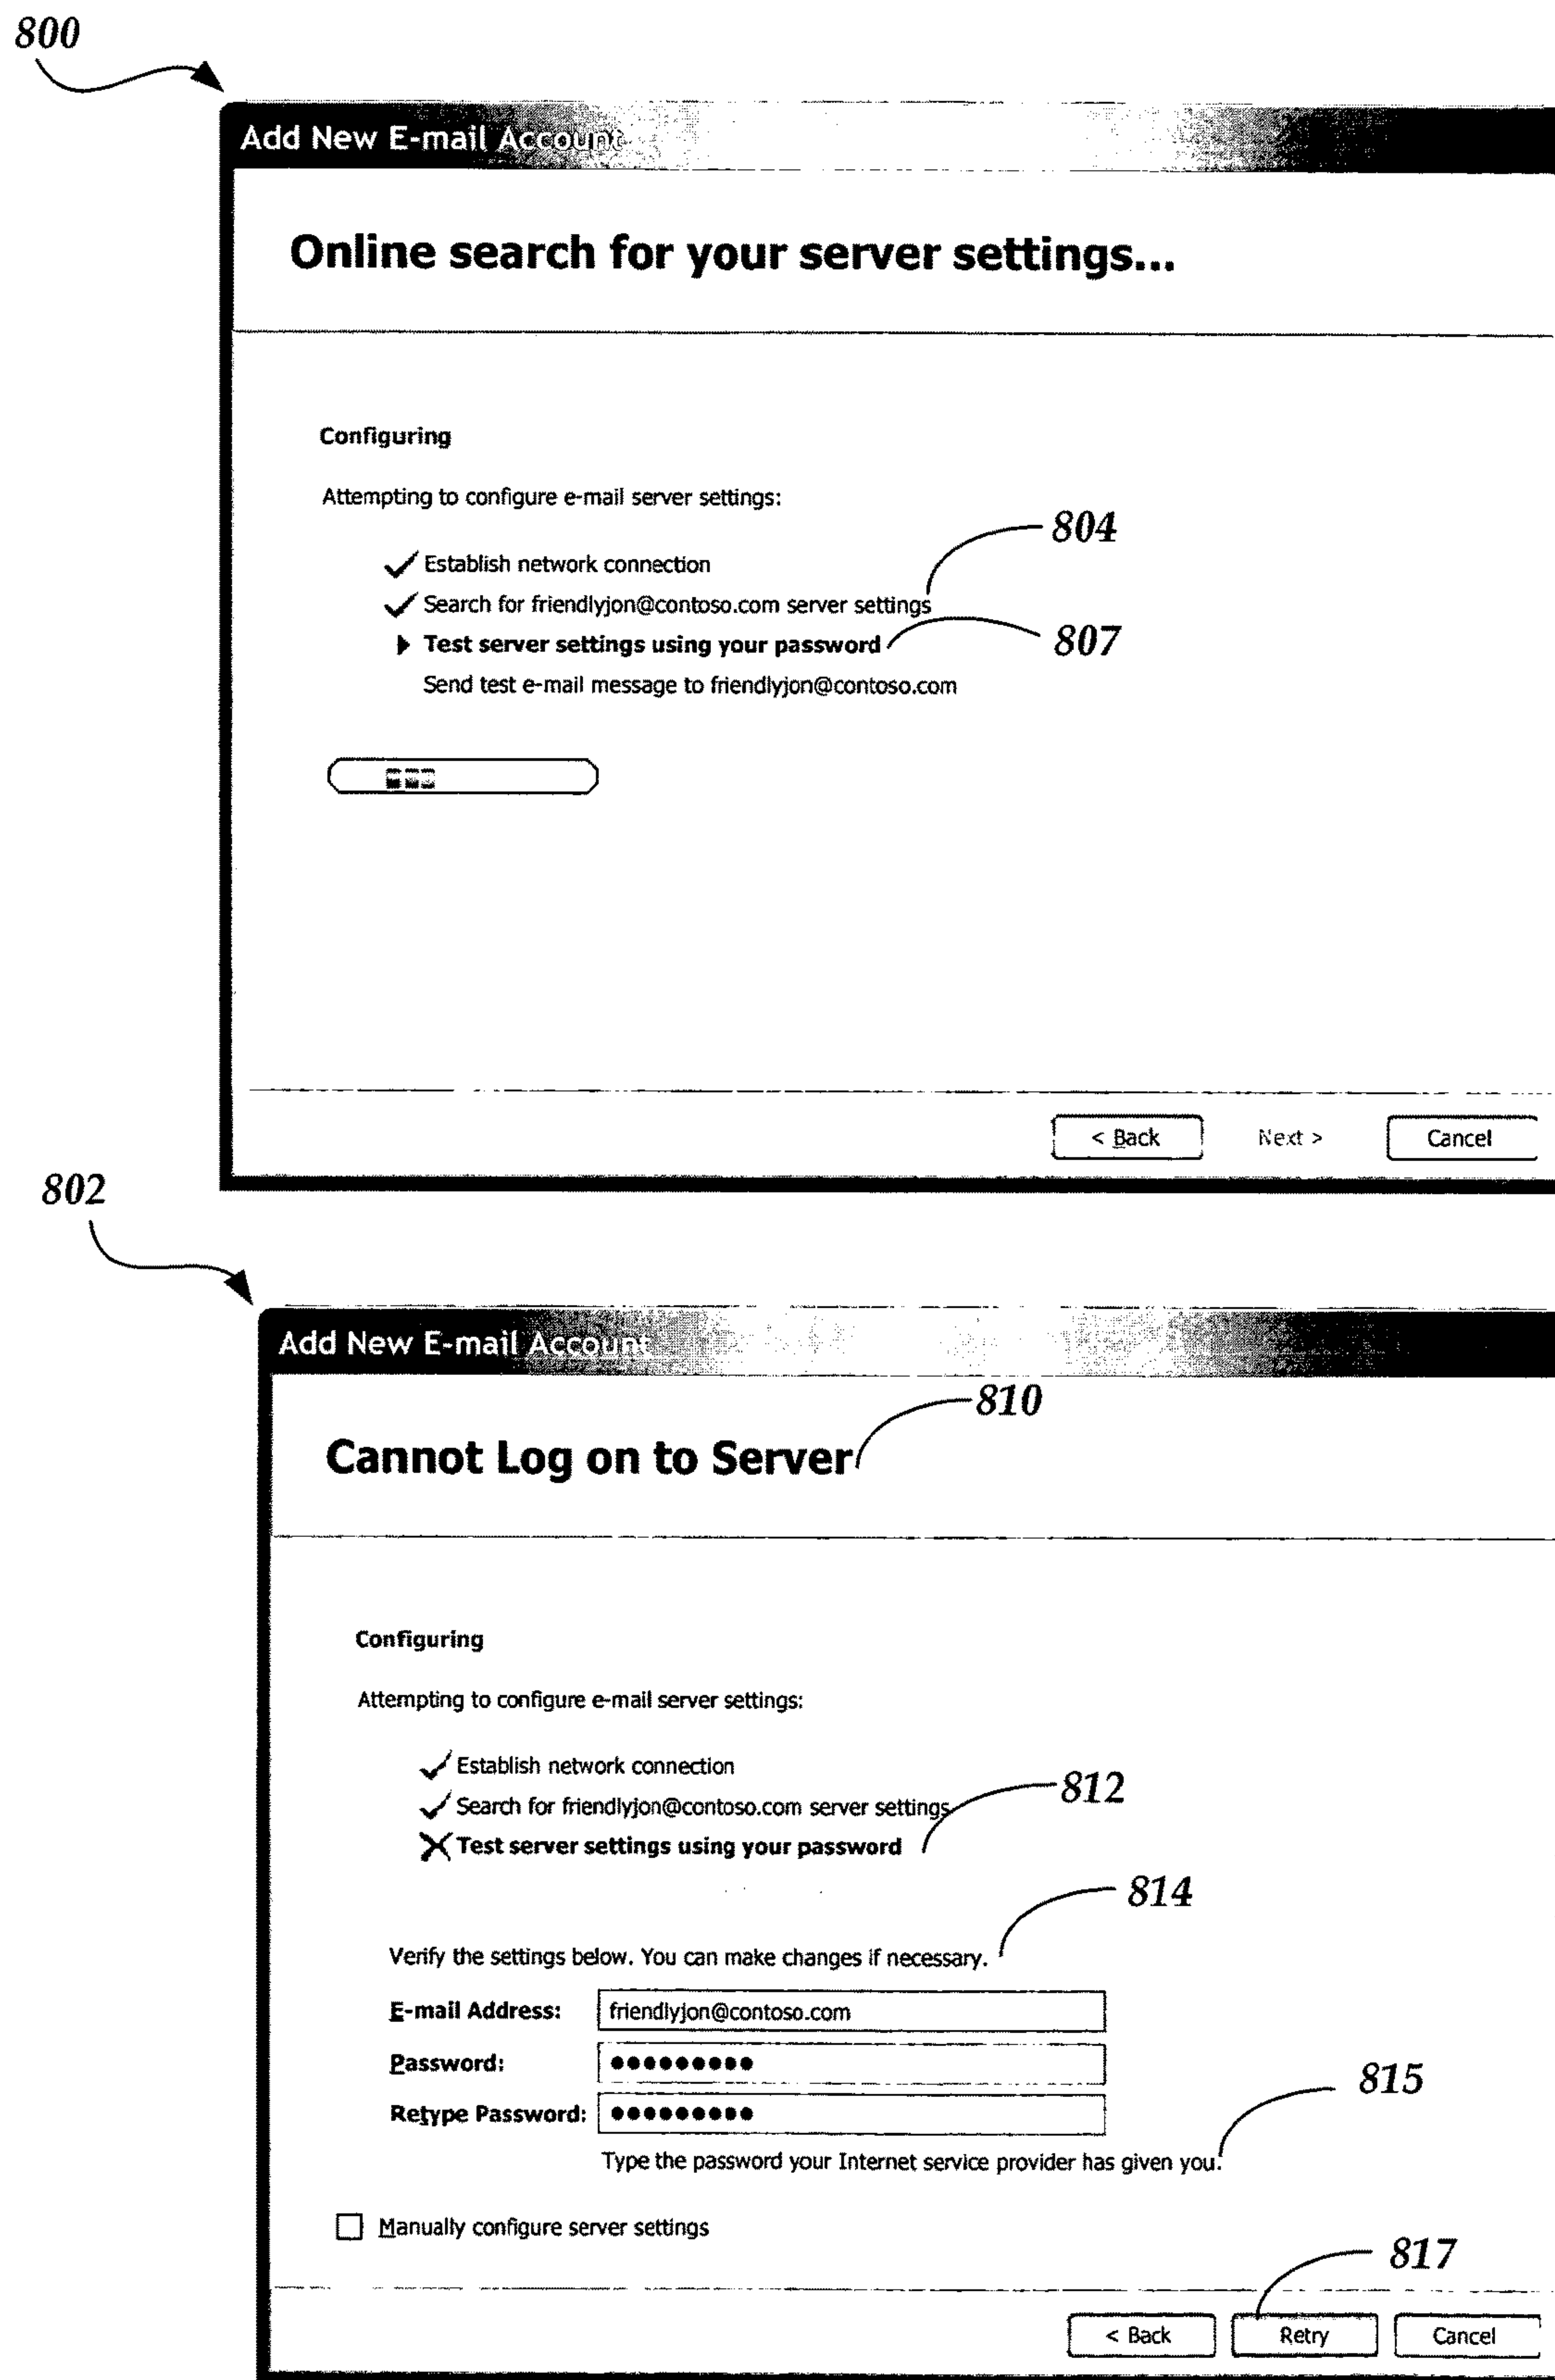 800
Add New E-mail Account
Online search for your server settings...
Configuring
Attempting to configure e-mail server settings:
804
Establish network connection
Search for friendlyjon@contoso.com server settings
Test server settings using your password
807
Send test e-mail message to friendlyjon@contoso.com
< Back Next > Cancel
802
Add New E-mail Account
810
Cannot Log on to Server
Configuring
Attempting to configure e-mail server settings:
Establish network connection
812
Search for friendlyjon@contoso.com server settings
Test server settings using your password
814
Verify the settings below. You can make changes if necessary.
E-mail Address: friendlyjon@contoso.com
Password: ●●●●●●●●●
815
Retype Password: ●●●●●●●●●
Type the password your Internet service provider has given you.
Manually configure server settings
817
< Back Retry Cancel